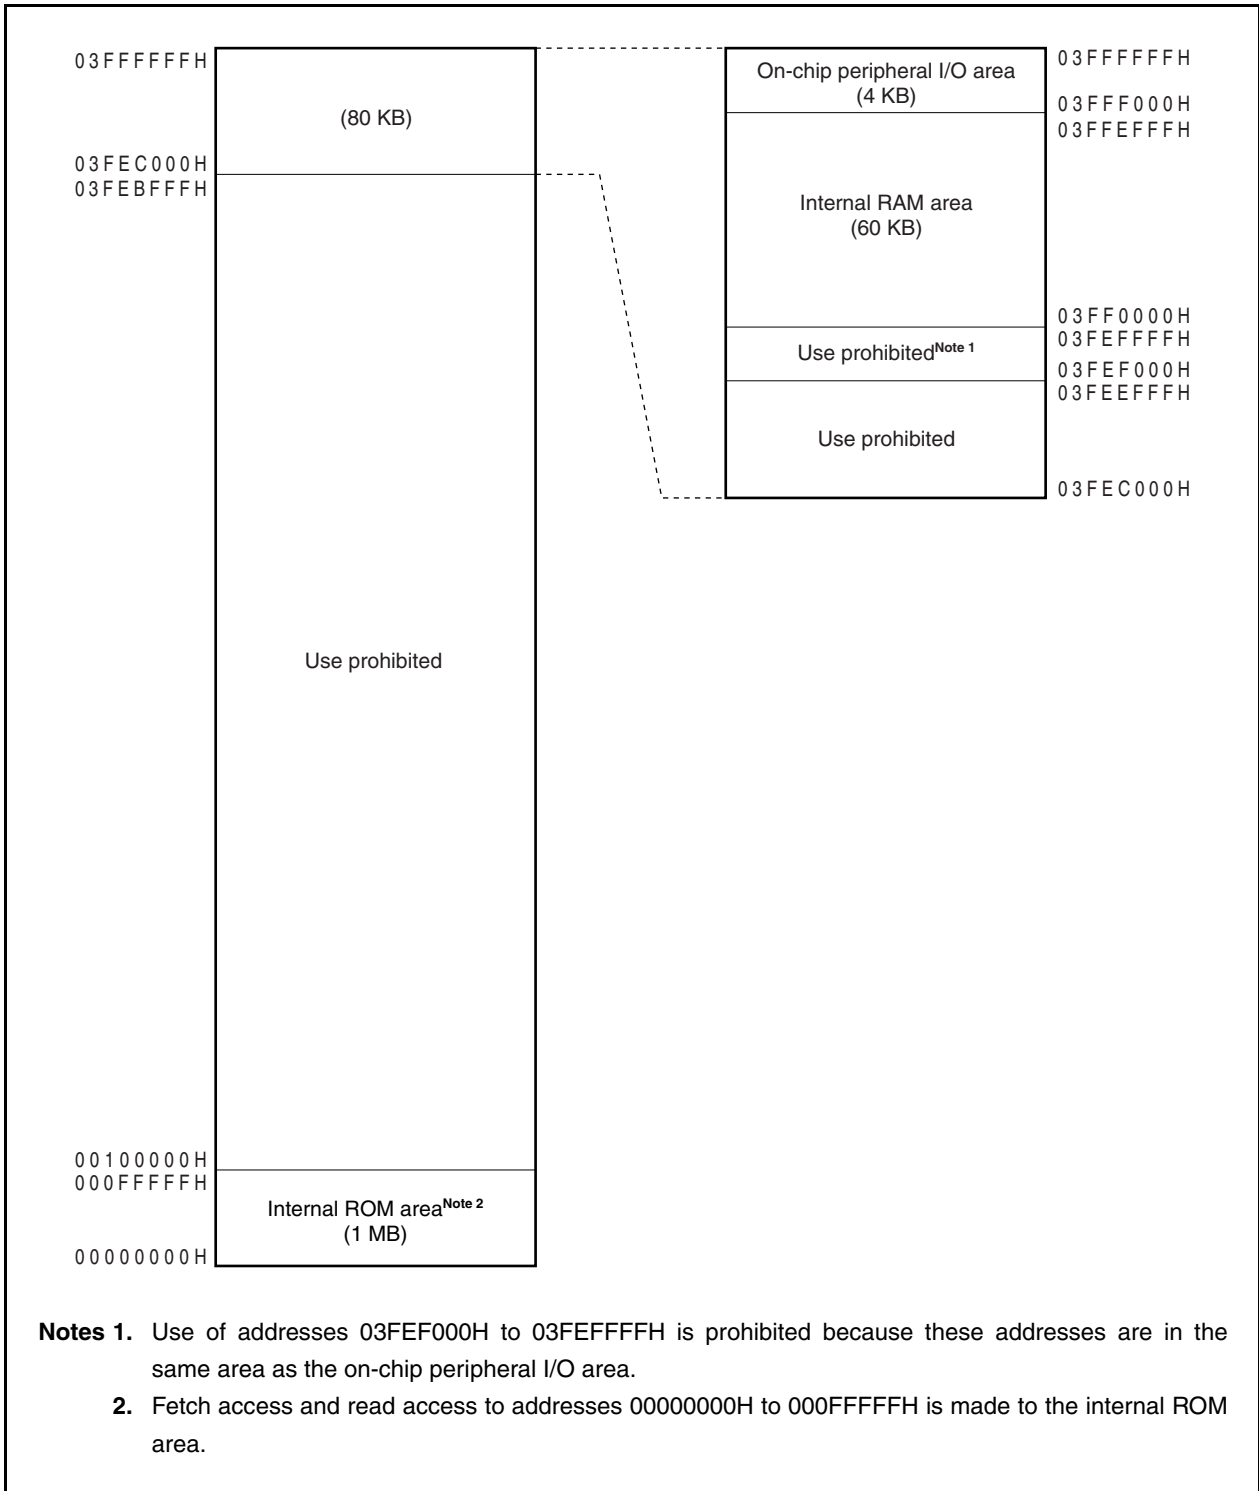 03FFFFFFH
(80 KB)
03FEC000H
03FEBFFFH
Use prohibited
00100000H
000FFFFFH
Internal ROM areaNote 2
(1 MB)
00000000H
On-chip peripheral I/O area
(4 KB)
03FFFFFFH
03FFF000H
03FFEFFFH
Internal RAM area
(60 KB)
03FF0000H
03FEFFFFH
Use prohibitedNote 1
03FEF000H
03FEEFFFH
Use prohibited
03FEC000H
Notes 1. Use of addresses 03FEF000H to 03FEFFFFH is prohibited because these addresses are in the
same area as the on-chip peripheral I/O area.
2. Fetch access and read access to addresses 00000000H to 000FFFFFH is made to the internal ROM
area.